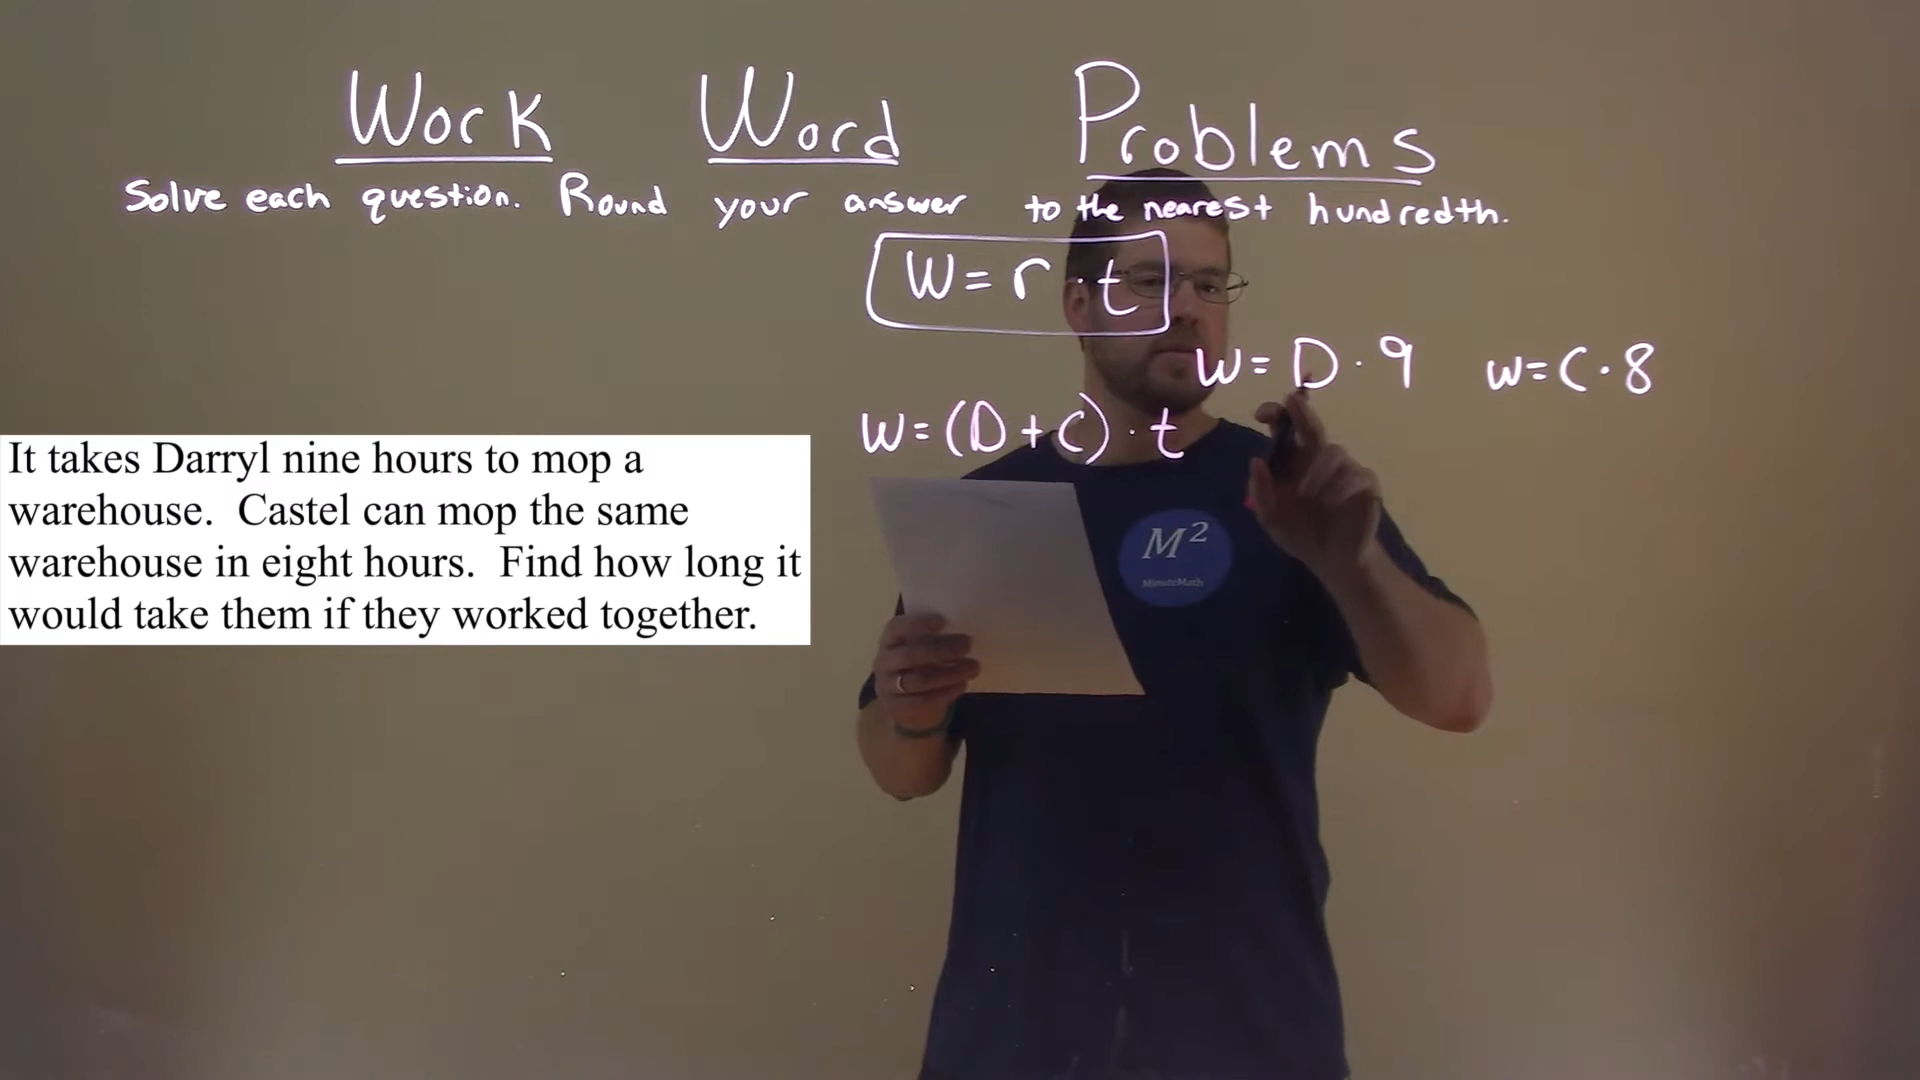 Work Word Problems
Solve each question. Round your answer to the nearest hundredth.
W = r · t
W = D · 9 W = C · 8
W = (D + C) · t
It takes Darryl nine hours to mop a
warehouse. Castel can mop the same
warehouse in eight hours. Find how long it
would take them if they worked together.
M²
MinuteMath